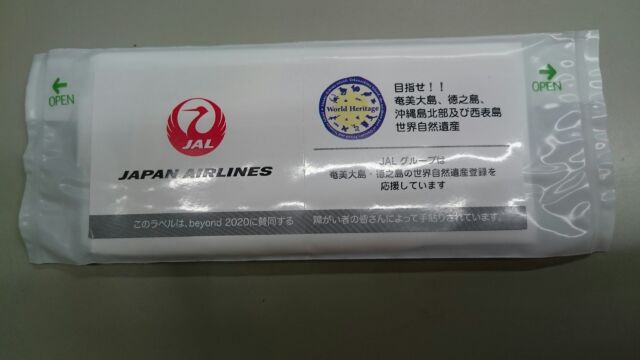 OPEN
JAL
JAPAN AIRLINES
World Heritage
目指せ！！
奄美大島、徳之島、
沖縄島北部及び西表島
世界自然遺産
JALグループは
奄美大島・徳之島の世界自然遺産登録を
応援しています
OPEN
このラベルは、beyond 2020に賛同する 障がい者の皆さんによって手貼りされています。